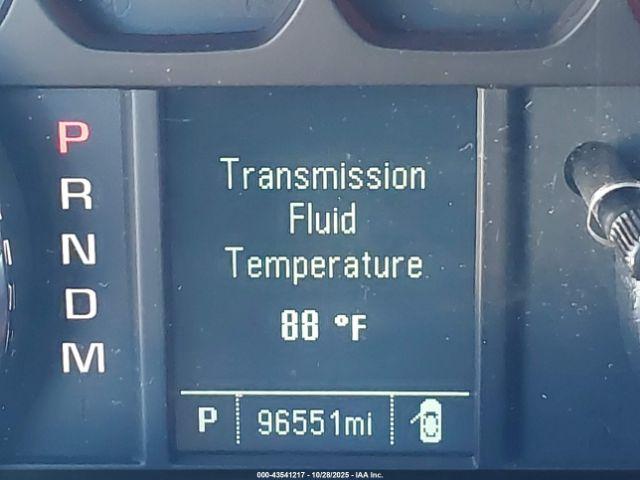 P
R
N
D
M
Transmission
Fluid
Temperature
88 °F
P 96551mi
000-43541217 - 10/28/2025 - IAA Inc.